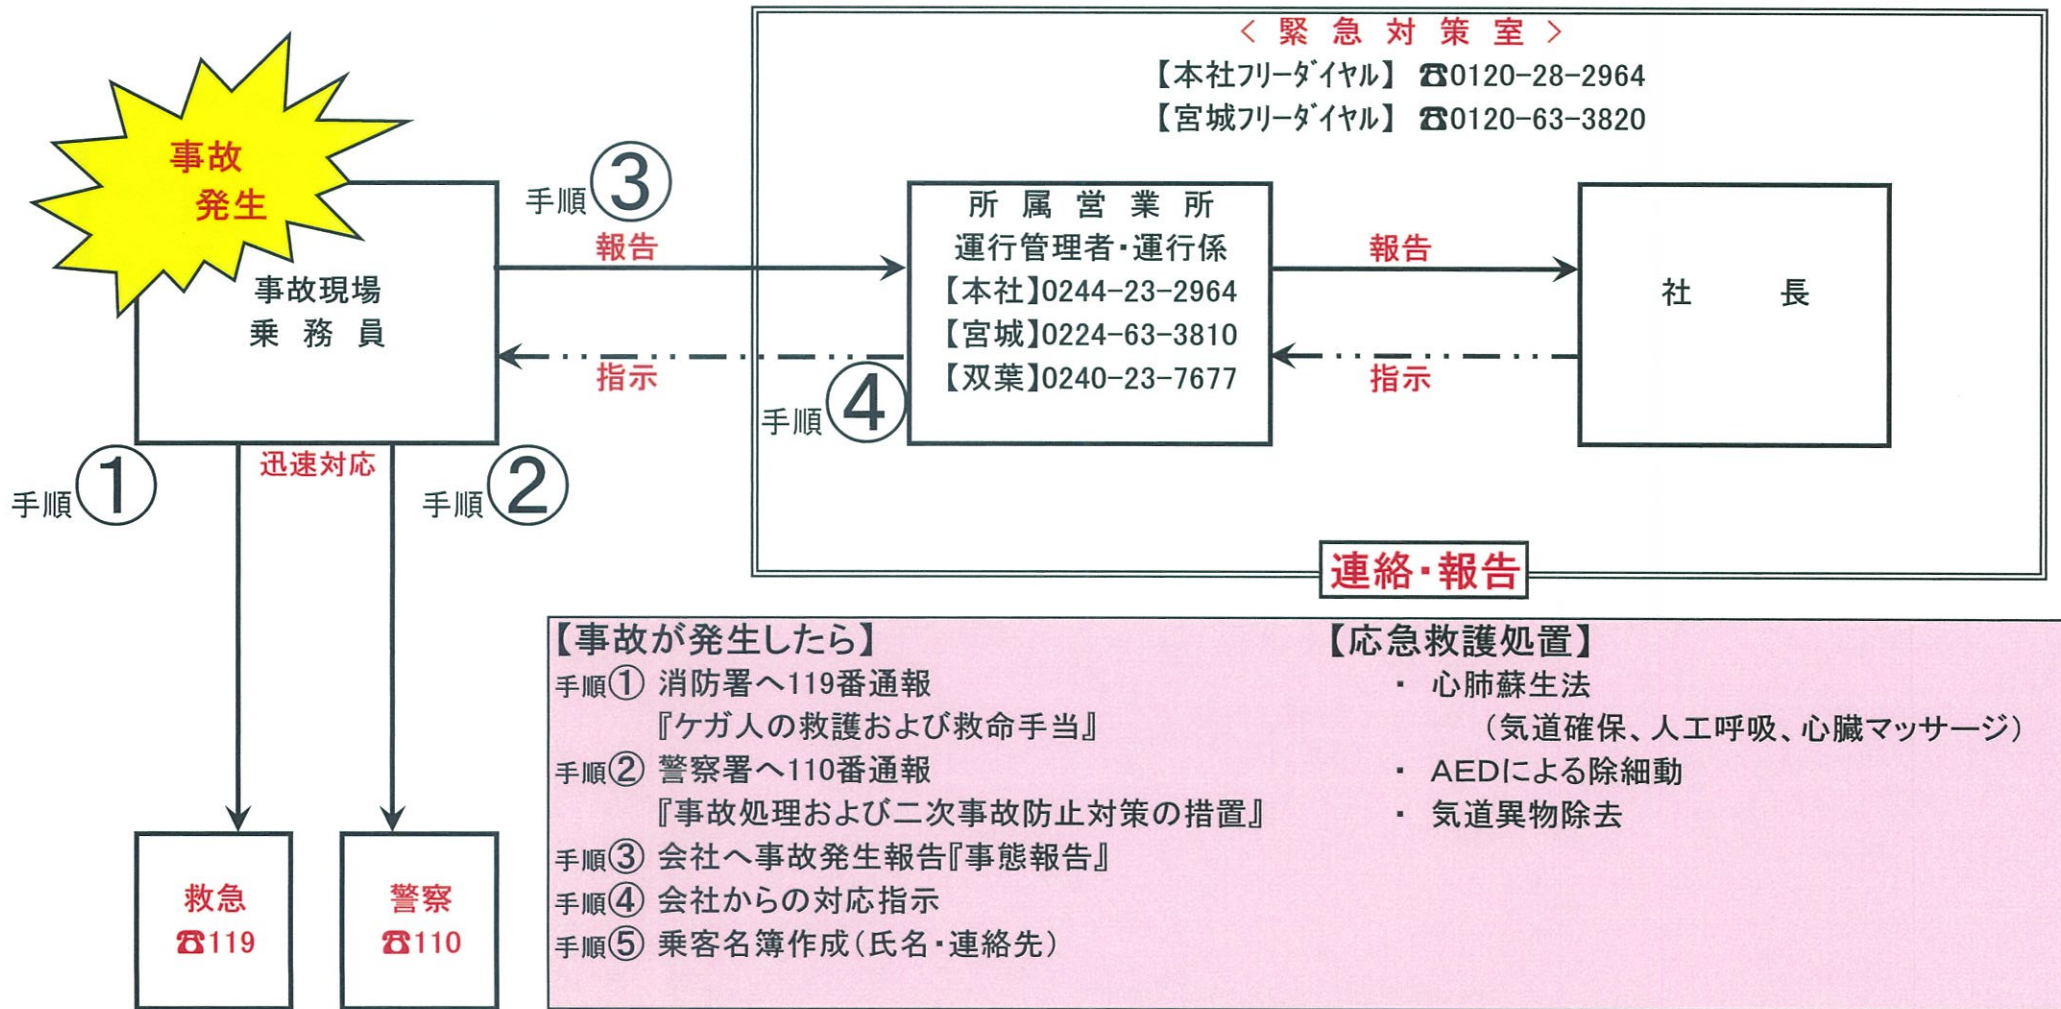 ＜ 緊 急 対 策 室 ＞
【本社フリーダイヤル】 ☎0120-28-2964
【宮城フリーダイヤル】 ☎0120-63-3820
事故
発生
事故現場
乗 務 員
手順③
報告
指示
手順④
所 属 営 業 所
運行管理者・運行係
【本社】0244-23-2964
【宮城】0224-63-3810
【双葉】0240-23-7677
報告
指示
社 長
手順①
迅速対応
手順②
連絡・報告
救急
☎119
警察
☎110
【事故が発生したら】
手順① 消防署へ119番通報
『ケガ人の救護および救命手当』
手順② 警察署へ110番通報
『事故処理および二次事故防止対策の措置』
手順③ 会社へ事故発生報告『事態報告』
手順④ 会社からの対応指示
手順⑤ 乗客名簿作成（氏名・連絡先）
【応急救護処置】
・ 心肺蘇生法
（気道確保、人工呼吸、心臓マッサージ）
・ AEDによる除細動
・ 気道異物除去